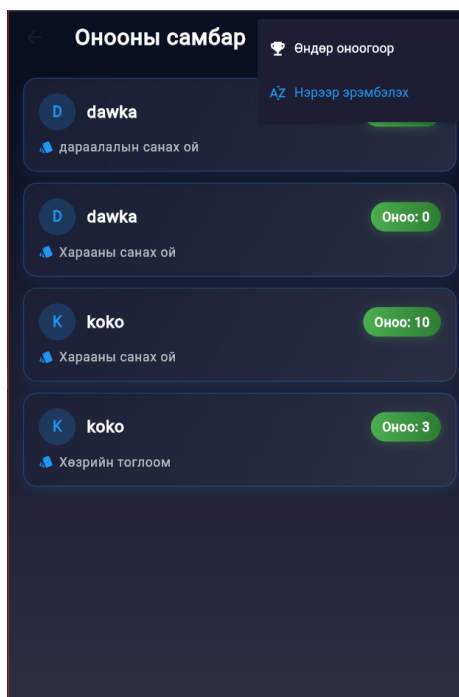 Онооны самбар
Өндөр оноогоор
AZ Нэрээр эрэмбэлэх
D dawka
дараалалын санах ой
D dawka Оноо: 0
Харааны санах ой
K koko Оноо: 10
Харааны санах ой
K koko Оноо: 3
Хөзрийн тоглоом